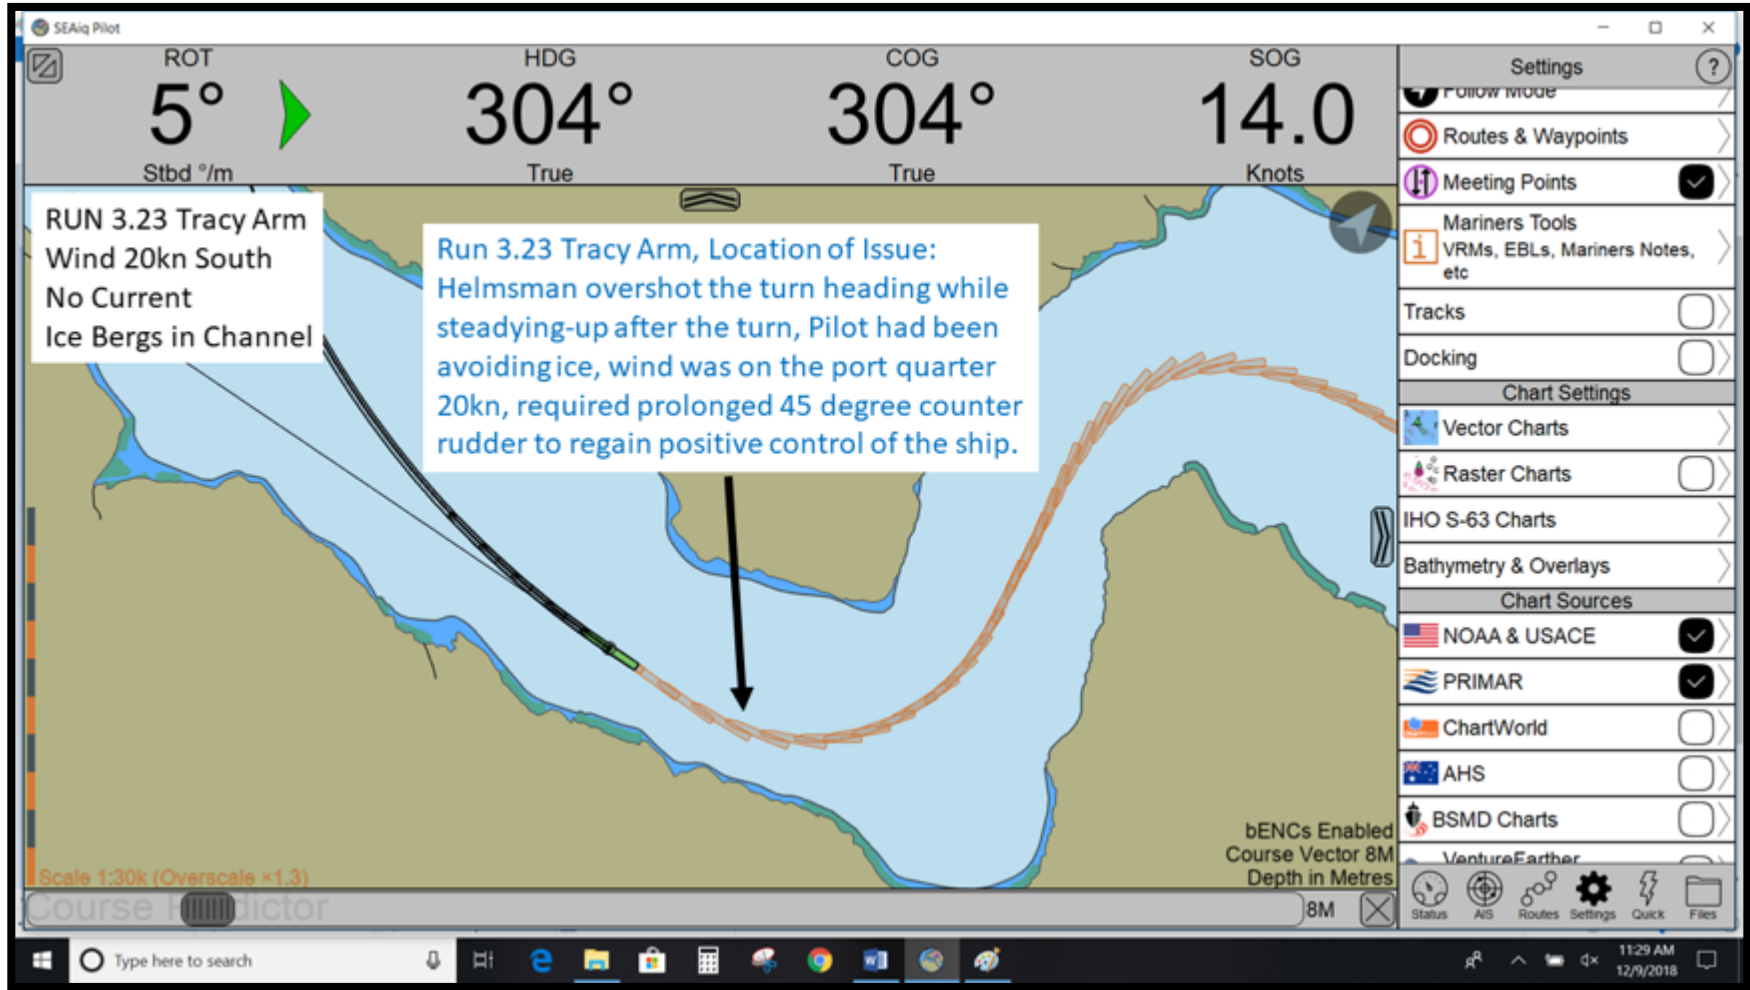 SEAiq Pilot
ROT
HDG
COG
SOG
5°
304°
304°
14.0
Stbd °/m
True
True
Knots
RUN 3.23 Tracy Arm
Wind 20kn South
No Current
Ice Bergs in Channel
Run 3.23 Tracy Arm, Location of Issue:
Helmsman overshot the turn heading while
steadying-up after the turn, Pilot had been
avoiding ice, wind was on the port quarter
20kn, required prolonged 45 degree counter
rudder to regain positive control of the ship.
bENCs Enabled
Course Vector 8M
Depth in Metres
Scale 1:30k (Overscale ×1.3)
8M
Settings
?
Follow Mode
Routes & Waypoints
Meeting Points
Mariners Tools
VRMs, EBLs, Mariners Notes,
etc
Tracks
Docking
Chart Settings
Vector Charts
Raster Charts
IHO S-63 Charts
Bathymetry & Overlays
Chart Sources
NOAA & USACE
PRIMAR
ChartWorld
AHS
BSMD Charts
VentureFarther
Status
AIS
Routes
Settings
Quick
Files
Type here to search
11:29 AM
12/9/2018